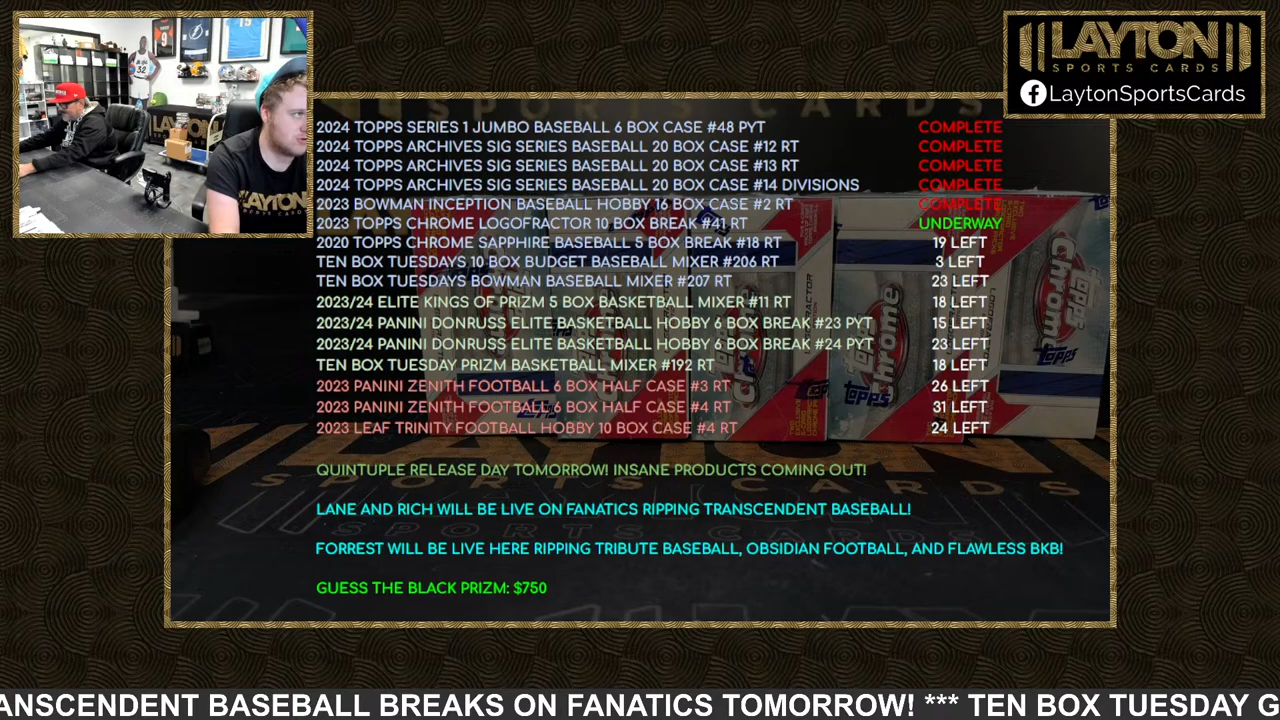 LAYTON
SPORTS CARDS
LaytonSportsCards
2024 TOPPS SERIES 1 JUMBO BASEBALL 6 BOX CASE #48 PYT COMPLETE
2024 TOPPS ARCHIVES SIG SERIES BASEBALL 20 BOX CASE #12 RT COMPLETE
2024 TOPPS ARCHIVES SIG SERIES BASEBALL 20 BOX CASE #13 RT COMPLETE
2024 TOPPS ARCHIVES SIG SERIES BASEBALL 20 BOX CASE #14 DIVISIONS COMPLETE
2023 BOWMAN INCEPTION BASEBALL HOBBY 16 BOX CASE #2 RT COMPLETE
2023 TOPPS CHROME LOGOFRACTOR 10 BOX BREAK #41 RT UNDERWAY
2020 TOPPS CHROME SAPPHIRE BASEBALL 5 BOX BREAK #18 RT 19 LEFT
TEN BOX TUESDAYS 10 BOX BUDGET BASEBALL MIXER #206 RT 3 LEFT
TEN BOX TUESDAYS BOWMAN BASEBALL MIXER #207 RT 23 LEFT
2023/24 ELITE KINGS OF PRIZM 5 BOX BASKETBALL MIXER #11 RT 18 LEFT
2023/24 PANINI DONRUSS ELITE BASKETBALL HOBBY 6 BOX BREAK #23 PYT 15 LEFT
2023/24 PANINI DONRUSS ELITE BASKETBALL HOBBY 6 BOX BREAK #24 PYT 23 LEFT
TEN BOX TUESDAY PRIZM BASKETBALL MIXER #192 RT 18 LEFT
2023 PANINI ZENITH FOOTBALL 6 BOX HALF CASE #3 RT 26 LEFT
2023 PANINI ZENITH FOOTBALL 6 BOX HALF CASE #4 RT 31 LEFT
2023 LEAF TRINITY FOOTBALL HOBBY 10 BOX CASE #4 RT 24 LEFT
QUINTUPLE RELEASE DAY TOMORROW! INSANE PRODUCTS COMING OUT!
LANE AND RICH WILL BE LIVE ON FANATICS RIPPING TRANSCENDENT BASEBALL!
FORREST WILL BE LIVE HERE RIPPING TRIBUTE BASEBALL, OBSIDIAN FOOTBALL, AND FLAWLESS BKB!
GUESS THE BLACK PRIZM: $750
ANSCENDENT BASEBALL BREAKS ON FANATICS TOMORROW! *** TEN BOX TUESDAY G